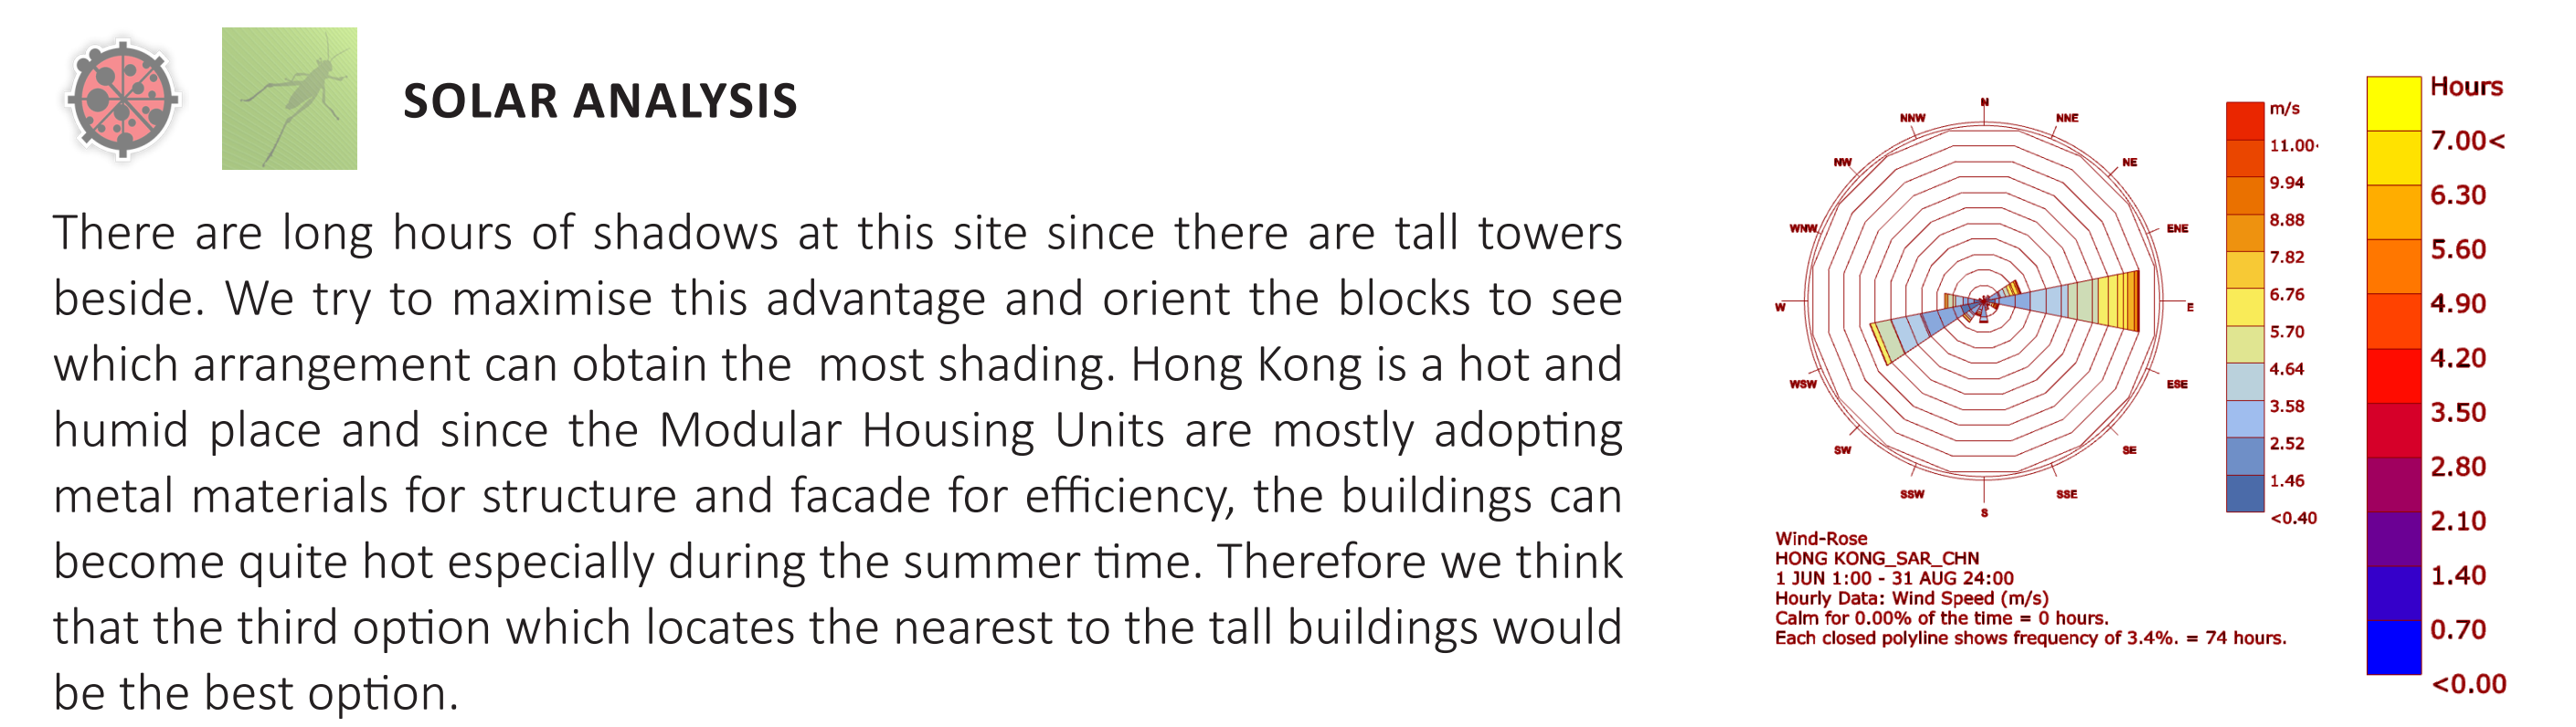 SOLAR ANALYSIS
There are long hours of shadows at this site since there are tall towers
beside. We try to maximise this advantage and orient the blocks to see
which arrangement can obtain the most shading. Hong Kong is a hot and
humid place and since the Modular Housing Units are mostly adopting
metal materials for structure and facade for efficiency, the buildings can
become quite hot especially during the summer time. Therefore we think
that the third option which locates the nearest to the tall buildings would
be the best option.
N
NNW
NNE
NW
NE
WNW
ENE
W
E
WSW
ESE
SW
SE
SSW
SSE
S
Wind-Rose
HONG KONG_SAR_CHN
1 JUN 1:00 - 31 AUG 24:00
Hourly Data: Wind Speed (m/s)
Calm for 0.00% of the time = 0 hours.
Each closed polyline shows frequency of 3.4%. = 74 hours.
m/s
11.00
9.94
8.88
7.82
6.76
5.70
4.64
3.58
2.52
1.46
<0.40
Hours
7.00<
6.30
5.60
4.90
4.20
3.50
2.80
2.10
1.40
0.70
<0.00